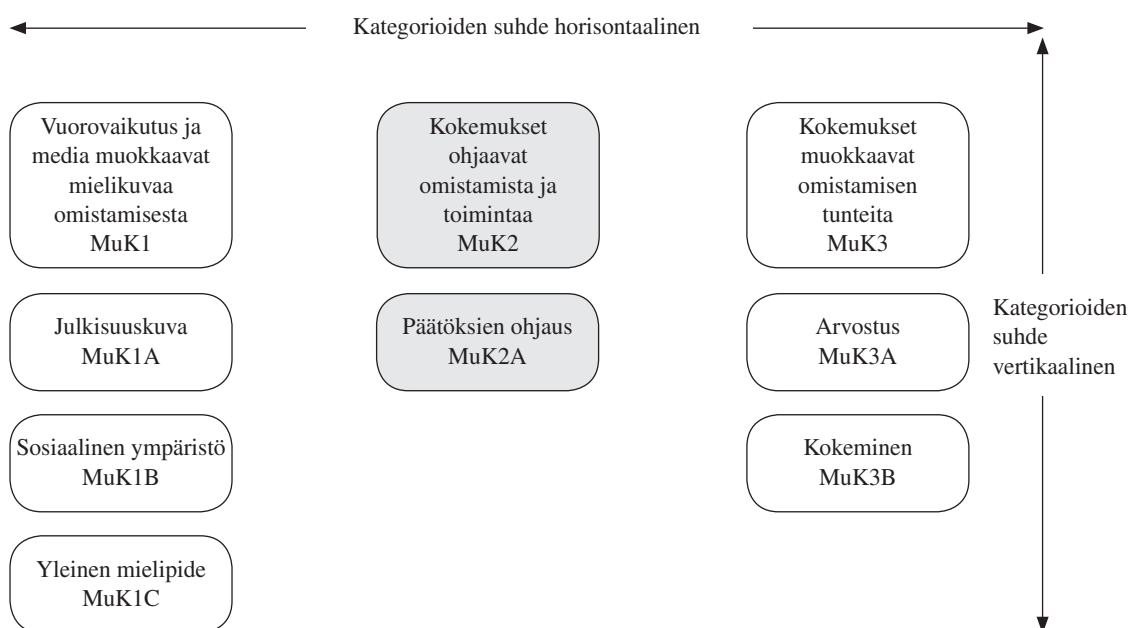 Kategorioiden suhde horisontaalinen
Vuorovaikutus ja
media muokkaavat
mielikuvaa
omistamisesta
MuK1
Kokemukset
ohjaavat
omistamista ja
toimintaa
MuK2
Kokemukset
muokkaavat
omistamisen
tunteita
MuK3
Julkisuuskuva
MuK1A
Päätöksien ohjaus
MuK2A
Arvostus
MuK3A
Kategorioiden
suhde
vertikaalinen
Sosiaalinen ympäristö
MuK1B
Kokeminen
MuK3B
Yleinen mielipide
MuK1C